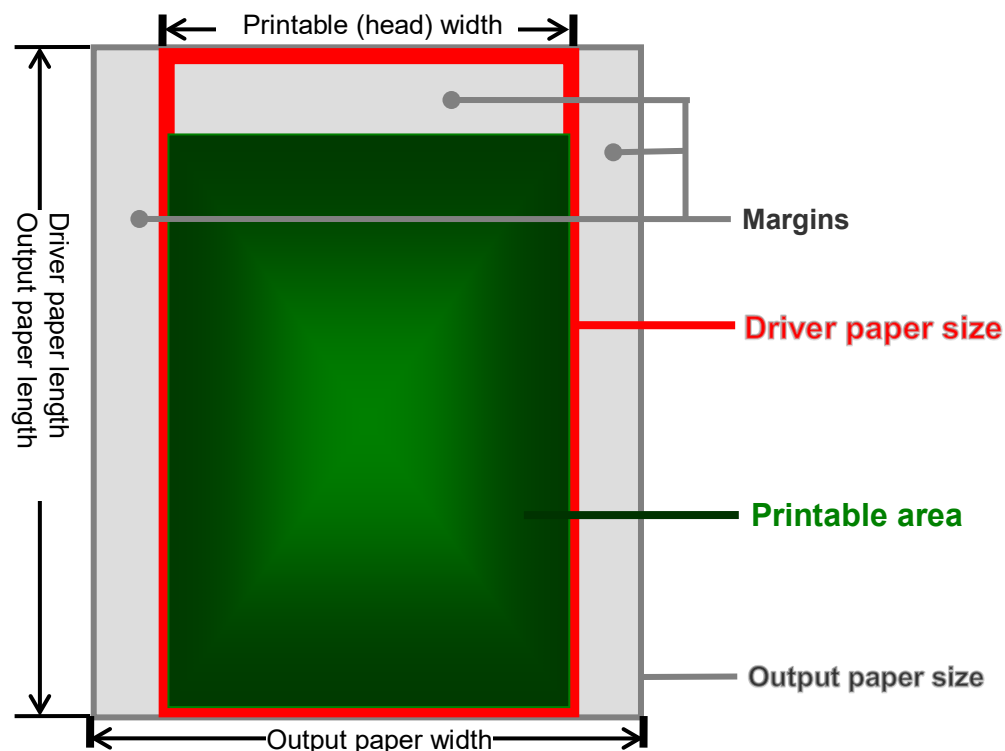 Printable (head) width
Driver paper length
Output paper length
Margins
Driver paper size
Printable area
Output paper size
Output paper width